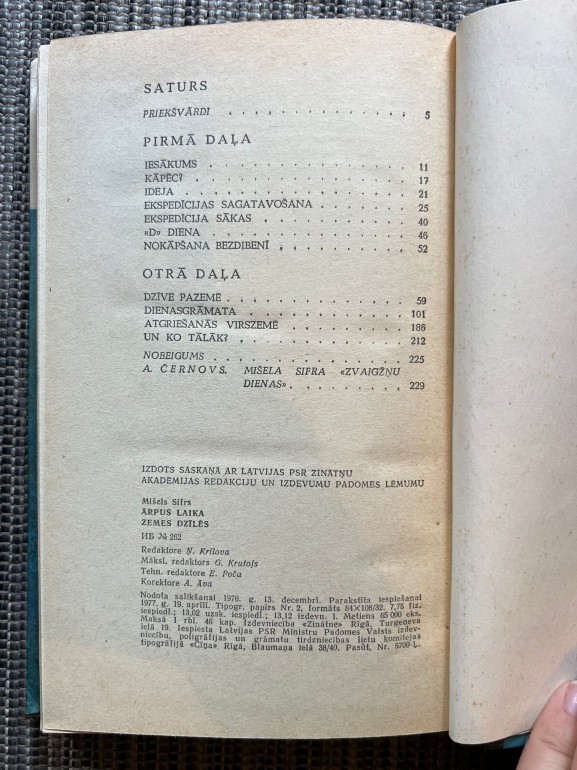 SATURS
PRIEKŠVĀRDI . . . . . . . . . . . . . 5
PIRMĀ DAĻA
IESĀKUMS . . . . . . . . . . . . . 11
KĀPĒC? . . . . . . . . . . . . . 17
IDEJA . . . . . . . . . . . . . 21
EKSPEDĪCIJAS SAGATAVOŠANA . . . . . . . 25
EKSPEDĪCIJA SĀKAS . . . . . . . . . . 40
«D» DIENA . . . . . . . . . . . . . 46
NOKĀPŠANA BEZDIBENĪ . . . . . . . . . 52
OTRĀ DAĻA
DZĪVE PAZEMĒ . . . . . . . . . . . . 59
DIENASGRĀMATA . . . . . . . . . . . 101
ATGRIEŠANĀS VIRSZEMĒ . . . . . . . . 186
UN KO TĀLĀK? . . . . . . . . . . . 212
NOBEIGUMS . . . . . . . . . . . . . 225
A. ČERNOVS. MIŠELA SIFRA «ZVAIGŽŅU
DIENAS» . . . . . . . . . 229
IZDOTS SASKAŅĀ AR LATVIJAS PSR ZINĀTŅU
AKADĒMIJAS REDAKCIJU UN IZDEVUMU PADOMES LĒMUMU
Mišels Sifrs
ĀRPUS LAIKA
ZEMES DZĪLĒS
ИБ № 262
Redaktore Ņ. Krilova
Māksl. redaktors G. Krutojs
Tehn. redaktore E. Poča
Korektore A. Āva
Nodota salikšanai 1976. g. 13. decembrī. Parakstīts iespiešanai
1977. g. 19. aprīlī. Tipogr. papīrs Nr. 2, formāts 84×108/32. 7,75 fiz.
iespiedl.; 13,02 uzsk. iespiedl.; 13,12 izdevn. l. Metiens 65 000 eks.
Maksā 1 rbl. 46 kap. Izdevniecība «Zinātne» Rīgā, Turgeņeva
ielā 19. Iespiesta Latvijas PSR Ministru Padomes Valsts izdev-
niecību, poligrāfijas un grāmatu tirdzniecības lietu komitejas
tipogrāfijā «Cīņa» Rīgā, Blaumaņa ielā 38/40. Pasūt. Nr. 5700-L.